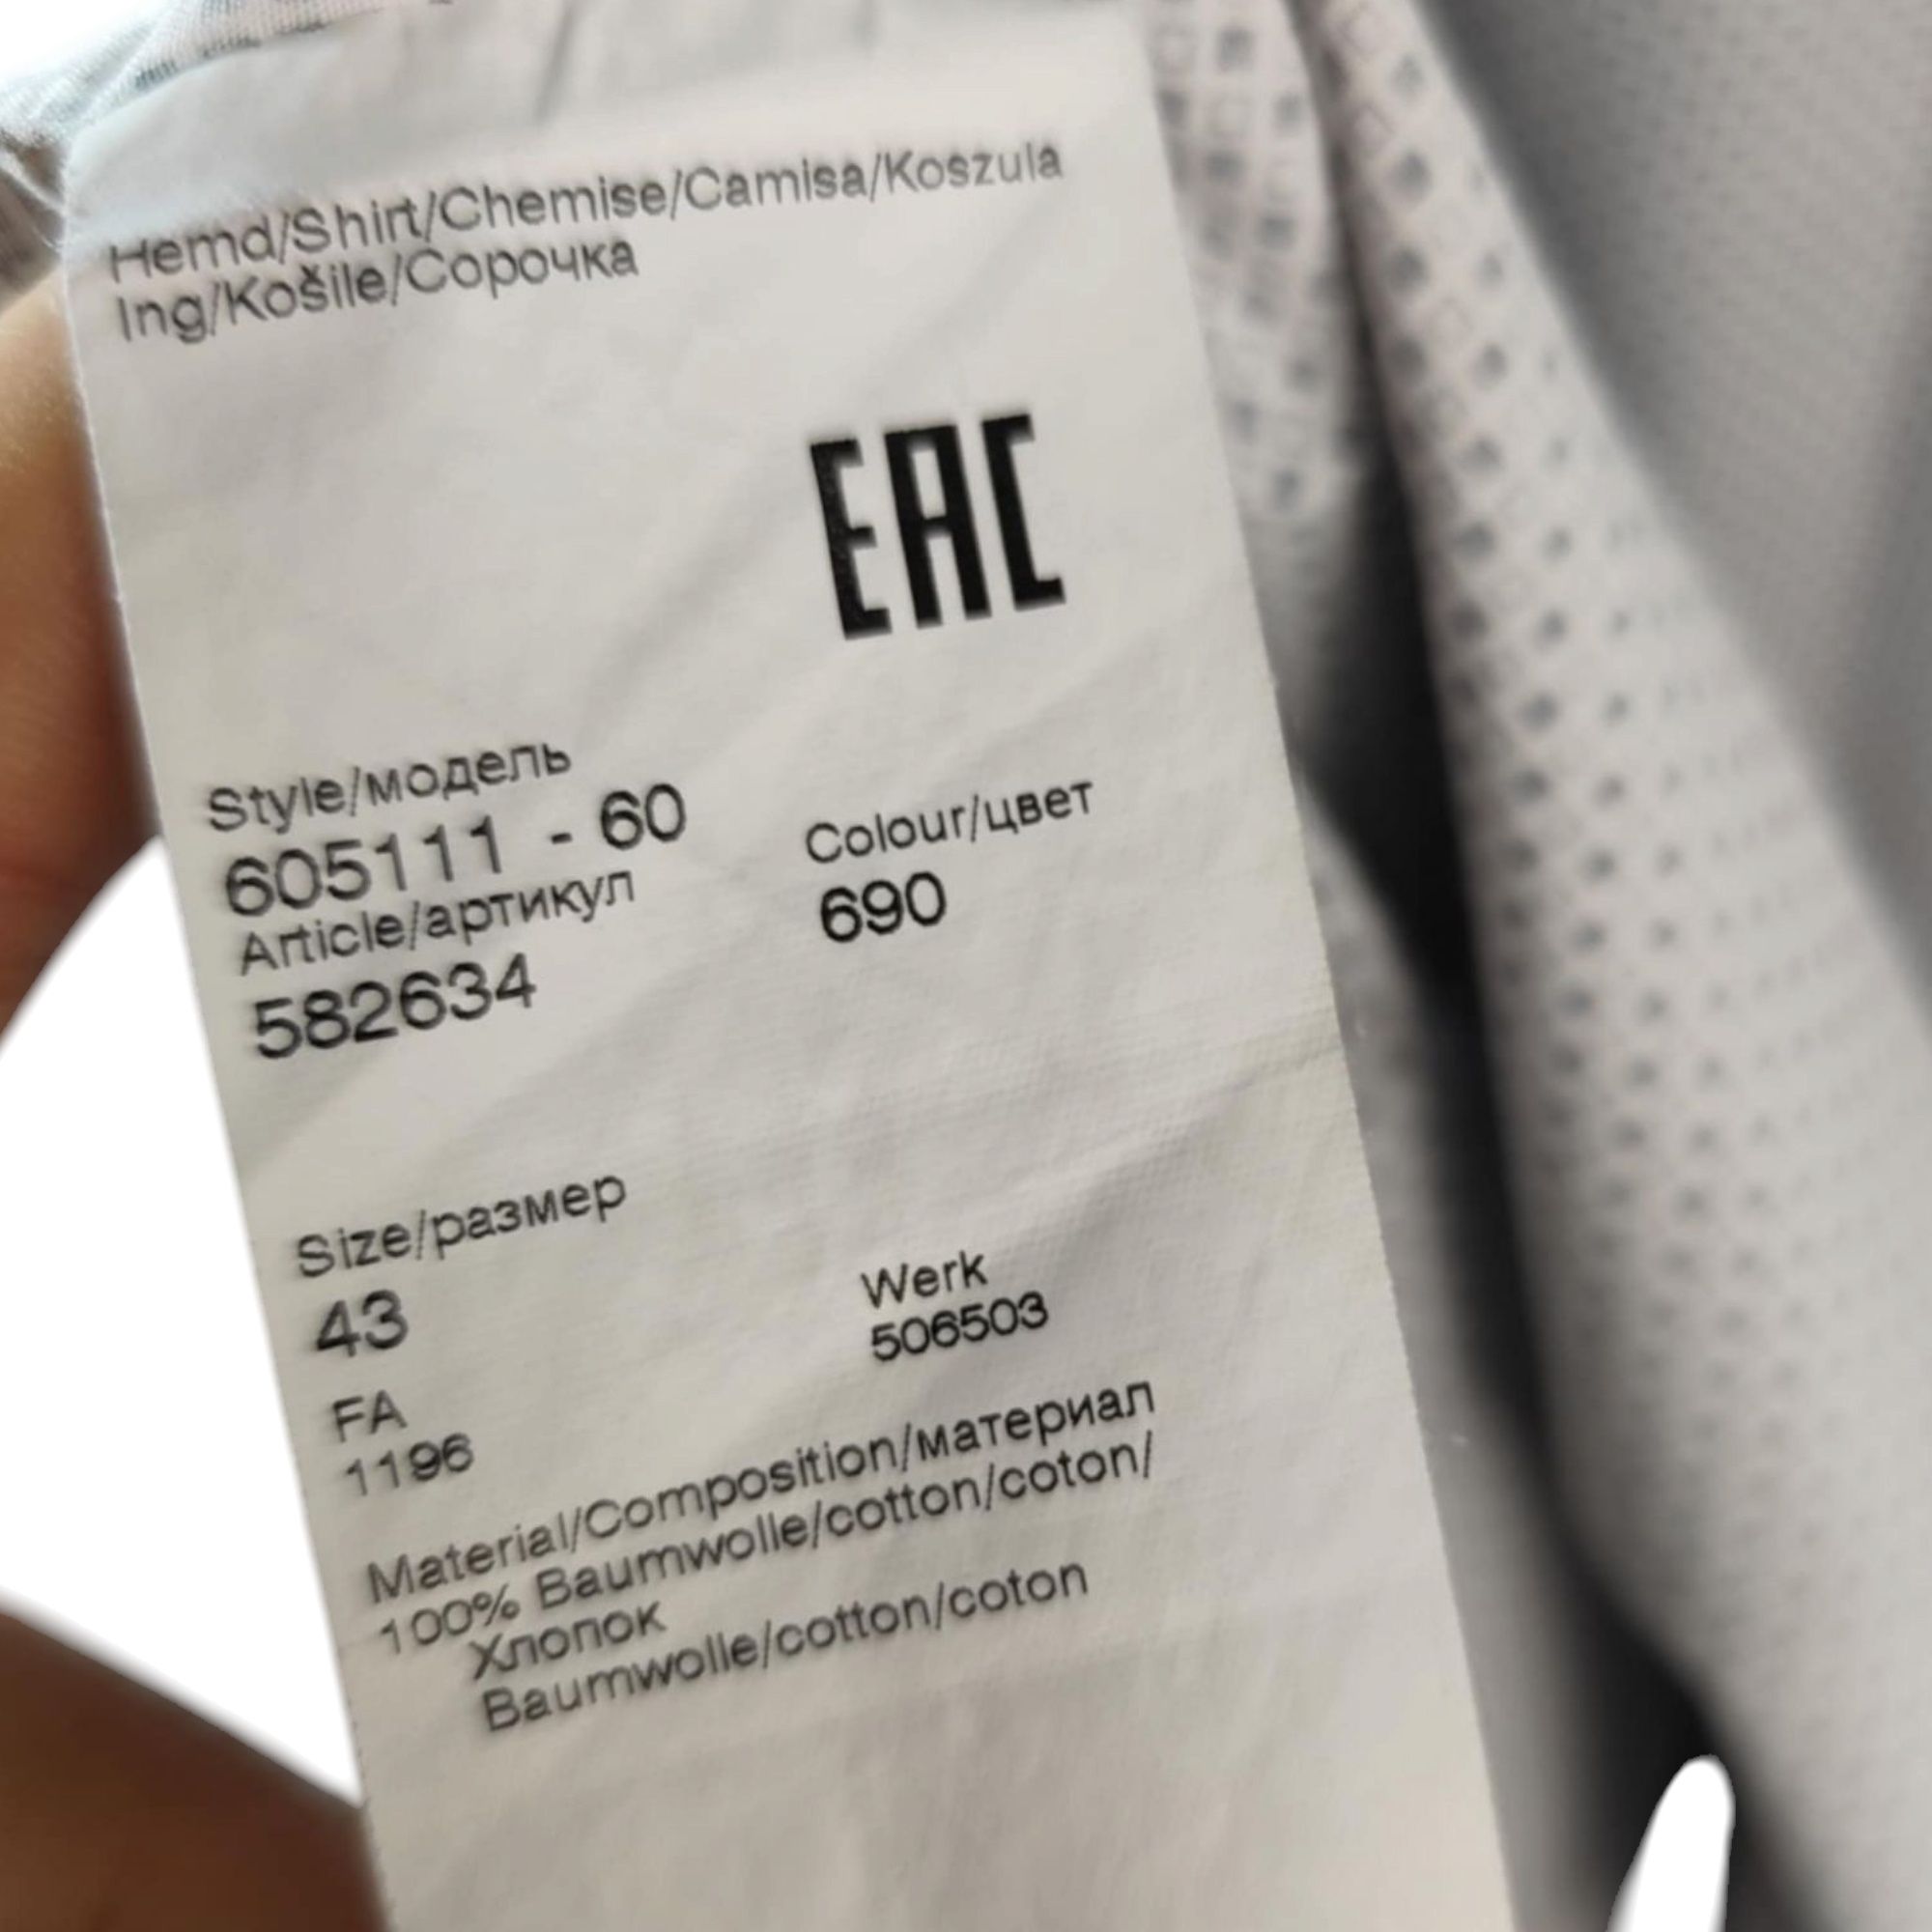 Hemd/Shirt/Chemise/Camisa/Koszula
Ing/Košile/Сорочка
EAC
Style/модель
605111 - 60
Colour/цвет
690
Article/артикул
582634
Size/размер
43
Werk
506503
FA
1196
Material/Composition/материал
100% Baumwolle/cotton/coton/
Хлопок
Baumwolle/cotton/coton